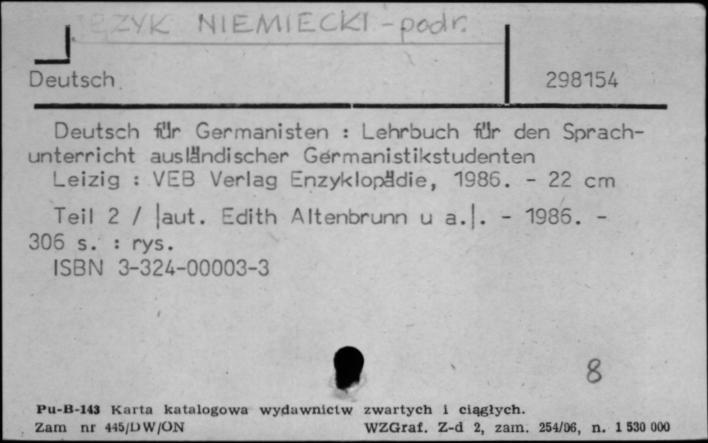 JĘZYK NIEMIECKI - podr.
Deutsch.
298154
Deutsch für Germanisten : Lehrbuch für den Sprach-
unterricht ausländischer Germanistikstudenten
Leizig : VEB Verlag Enzyklopädie, 1986. - 22 cm
Teil 2 / |aut. Edith Altenbrunn u a.|. - 1986. -
306 s. : rys.
ISBN 3-324-00003-3
8
Pu-B-143 Karta katalogowa wydawnictw zwartych i ciągłych.
Zam nr 445/DW/ON WZGraf. Z-d 2, zam. 254/06, n. 1 530 000